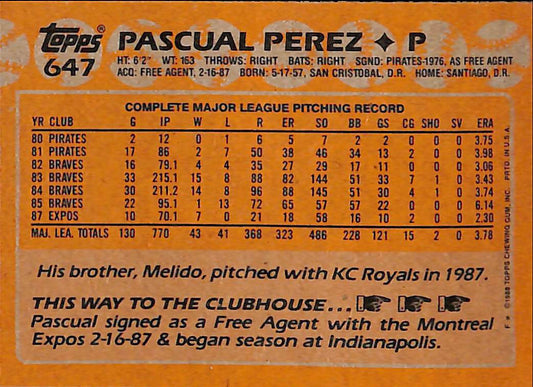 Topps
647
PASCUAL PEREZ ✦ P
HT: 6'2" WT: 163 THROWS: RIGHT BATS: RIGHT SGND: PIRATES-1976, AS FREE AGENT
ACQ: FREE AGENT, 2-16-87 BORN: 5-17-57, SAN CRISTOBAL, D.R. HOME: SANTIAGO, D.R.
COMPLETE MAJOR LEAGUE PITCHING RECORD
YR CLUB G IP W L R ER SO BB GS CG SHO SV ERA
80 PIRATES 2 12 0 1 6 5 7 2 2 0 0 0 3.75
81 PIRATES 17 86 2 7 50 38 46 34 13 2 0 0 3.98
82 BRAVES 16 79.1 4 4 35 27 29 17 11 0 0 0 3.06
83 BRAVES 33 215.1 15 8 88 82 144 51 33 7 1 0 3.43
84 BRAVES 30 211.2 14 8 96 88 145 51 30 4 1 0 3.74
85 BRAVES 22 95.1 1 13 72 65 57 57 22 0 0 0 6.14
87 EXPOS 10 70.1 7 0 21 18 58 16 10 2 0 0 2.30
MAJ. LEA. TOTALS 130 770 43 41 368 323 486 228 121 15 2 0 3.78
His brother, Melido, pitched with KC Royals in 1987.
THIS WAY TO THE CLUBHOUSE...
Pascual signed as a Free Agent with the Montreal
Expos 2-16-87 & began season at Indianapolis.
F* ©1988 TOPPS CHEWING GUM, INC. PRTD. IN U.S.A.